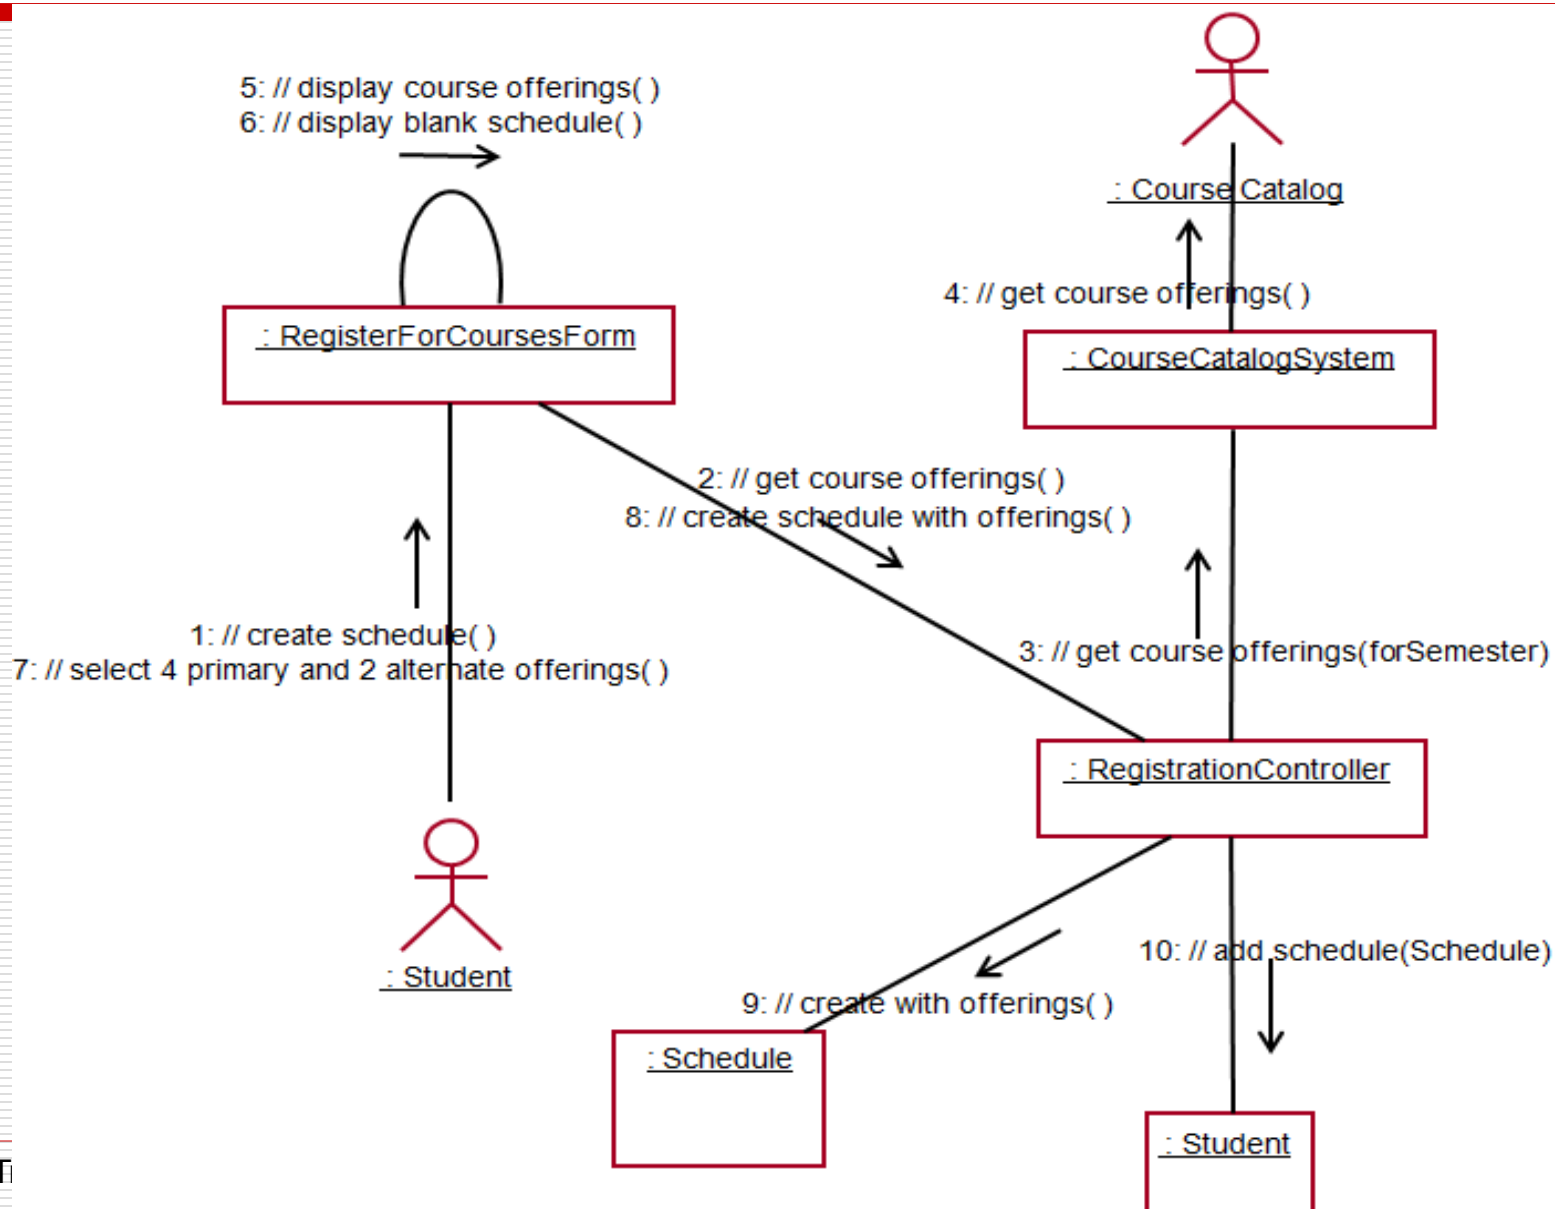 5: // display course offerings( )
6: // display blank schedule( )
: Course Catalog
4: // get course offerings( )
: RegisterForCoursesForm
: CourseCatalogSystem
2: // get course offerings( )
8: // create schedule with offerings( )
1: // create schedule( )
7: // select 4 primary and 2 alternate offerings( )
3: // get course offerings(forSemester)
: RegistrationController
: Student
10: // add schedule(Schedule)
9: // create with offerings( )
: Schedule
: Student